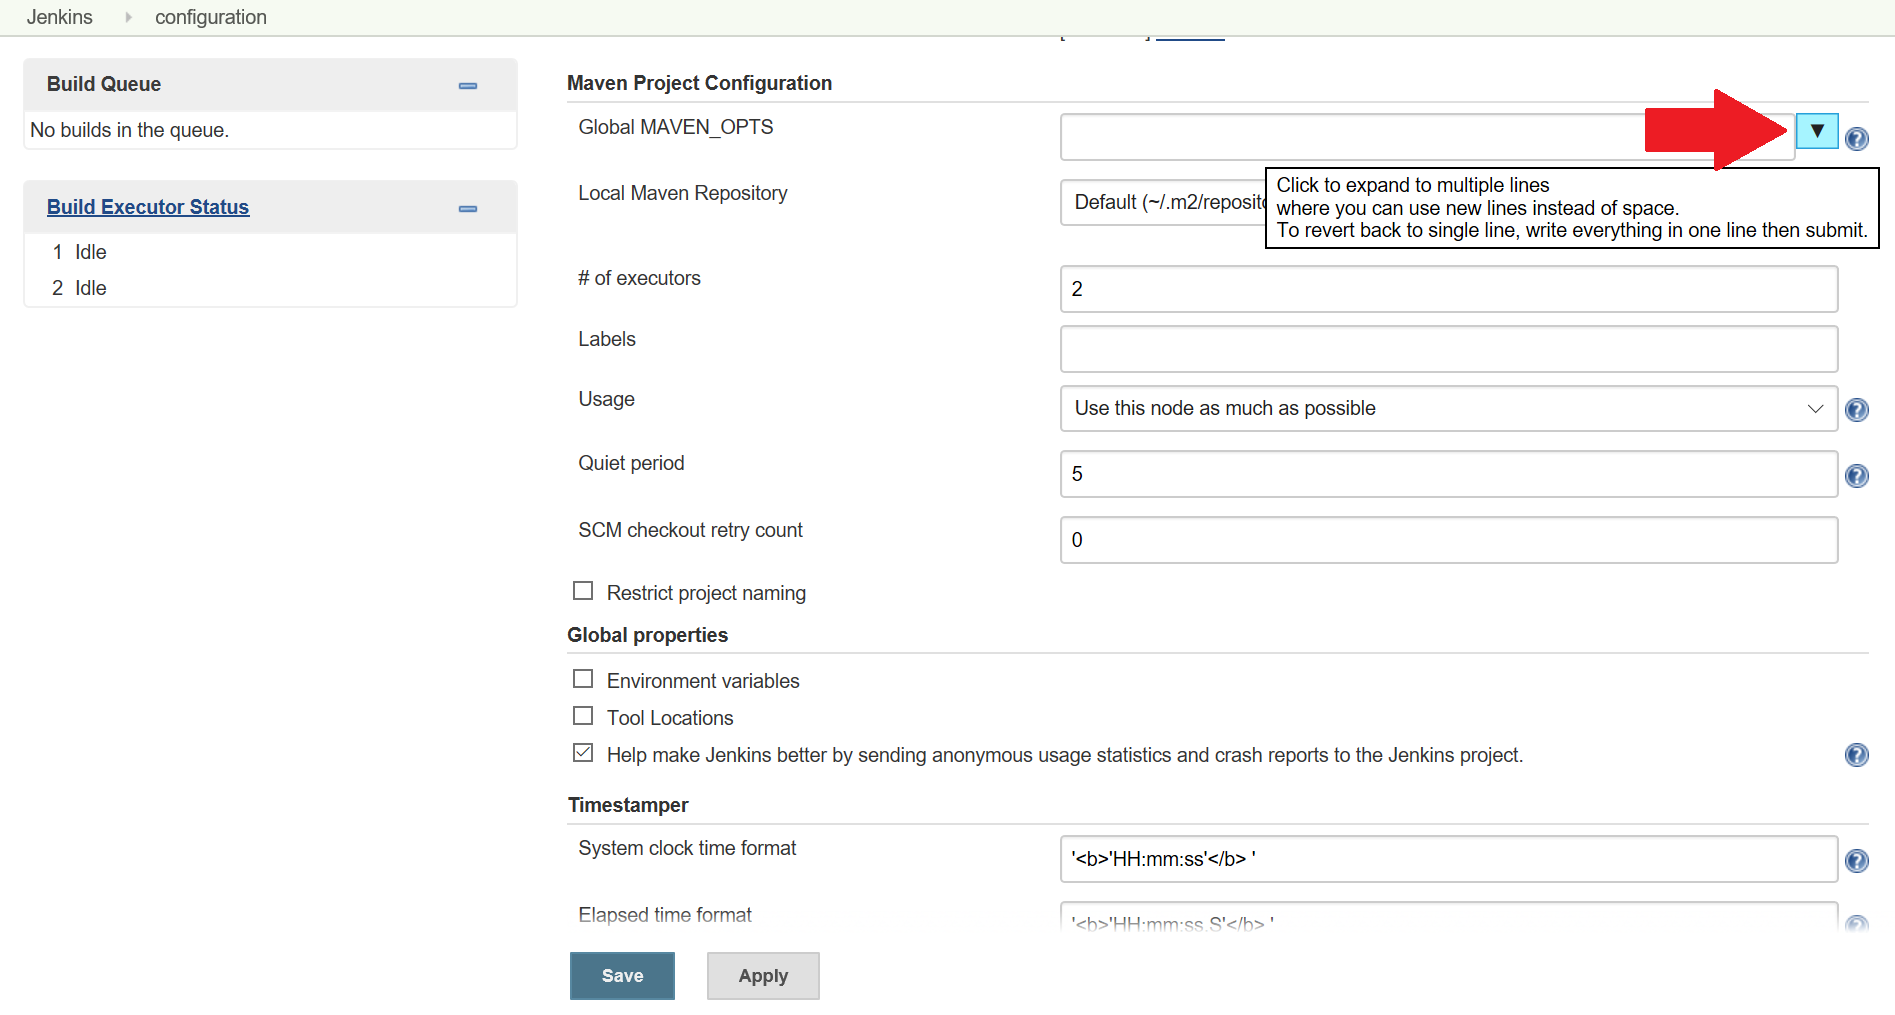 Jenkins configuration
Build Queue
No builds in the queue.
Build Executor Status
1 Idle
2 Idle
Maven Project Configuration
Global MAVEN_OPTS
Click to expand to multiple lines
where you can use new lines instead of space.
To revert back to single line, write everything in one line then submit.
Local Maven Repository
Default (~/.m2/reposito
# of executors
2
Labels
Usage
Use this node as much as possible
Quiet period
5
SCM checkout retry count
0
Restrict project naming
Global properties
Environment variables
Tool Locations
Help make Jenkins better by sending anonymous usage statistics and crash reports to the Jenkins project.
Timestamper
System clock time format
'<b>'HH:mm:ss'</b> '
Elapsed time format
'<b>'HH:mm:ss.S'</b> '
Save
Apply